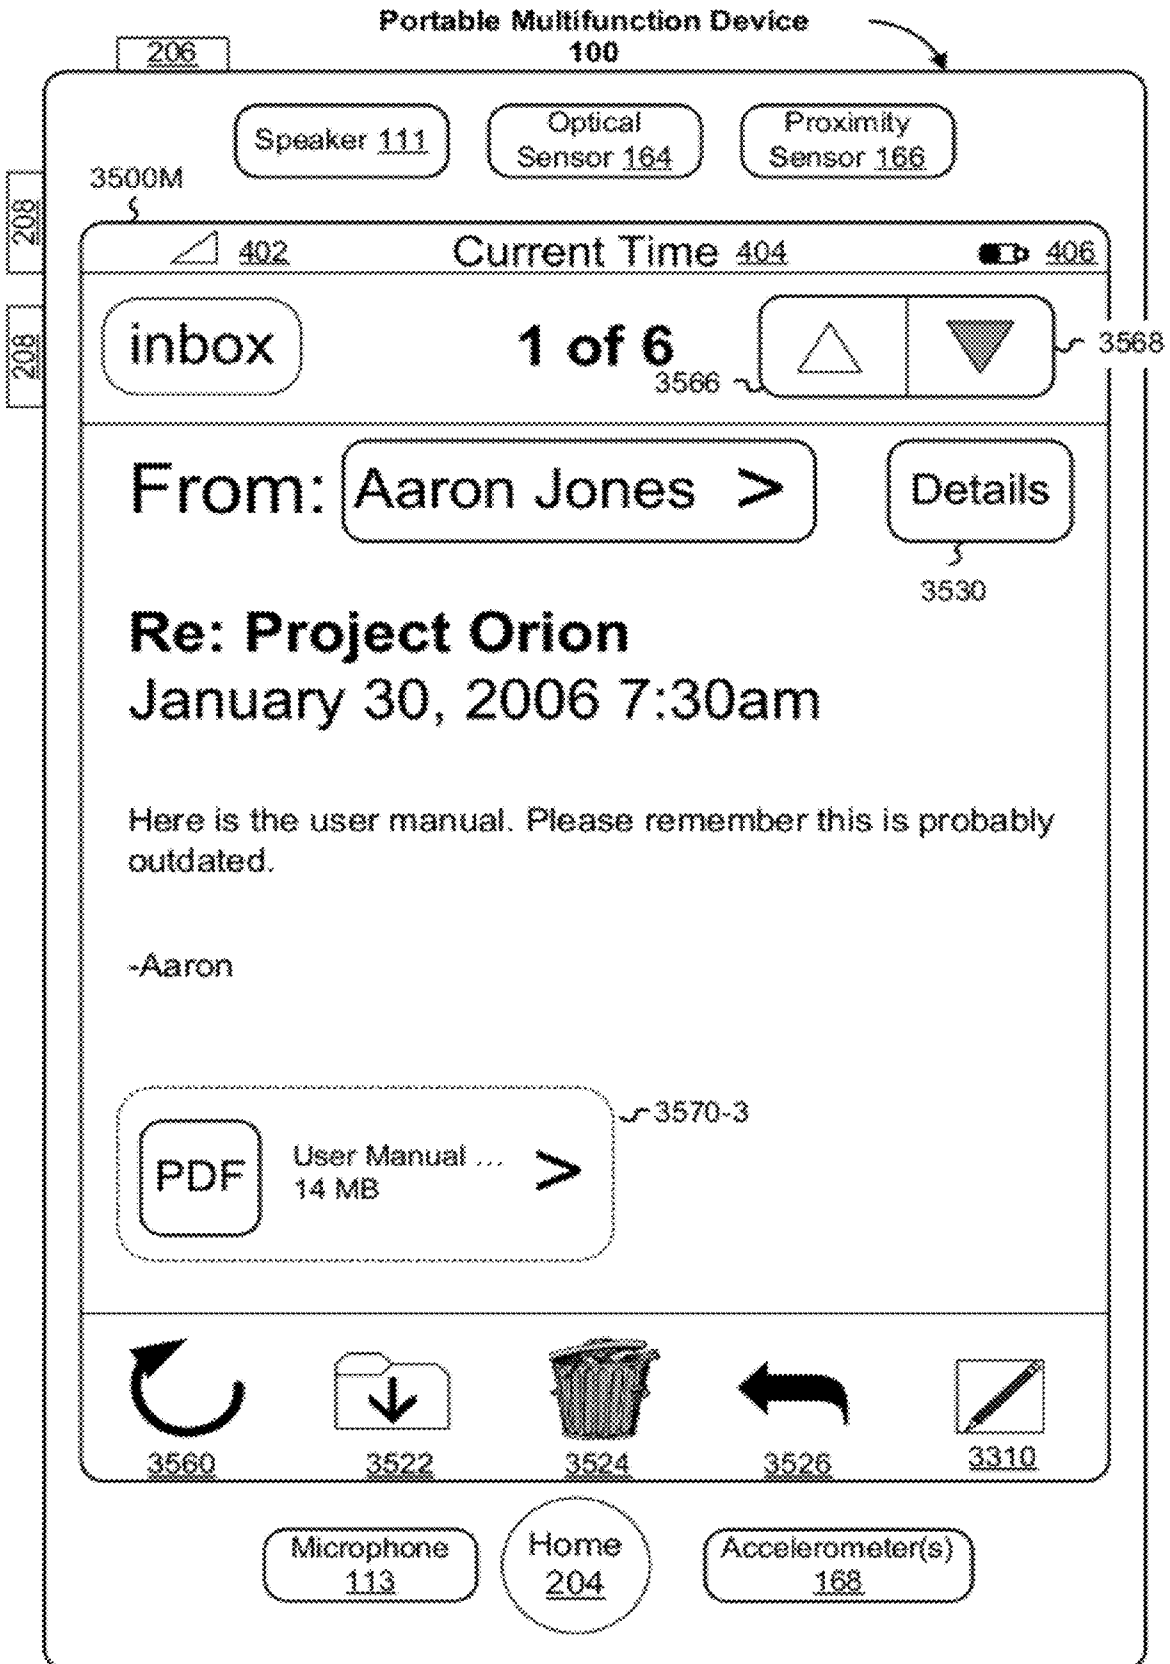 Portable Multifunction Device
100
206
Speaker 111
Optical
Sensor 164
Proximity
Sensor 166
3500M
208
402
Current Time 404
406
208
inbox
1 of 6
3566
3568
From:
Aaron Jones >
Details
3530
Re: Project Orion
January 30, 2006 7:30am
Here is the user manual. Please remember this is probably
outdated.
-Aaron
3570-3
PDF
User Manual ...
14 MB
>
3560
3522
3524
3526
3310
Microphone
113
Home
204
Accelerometer(s)
168